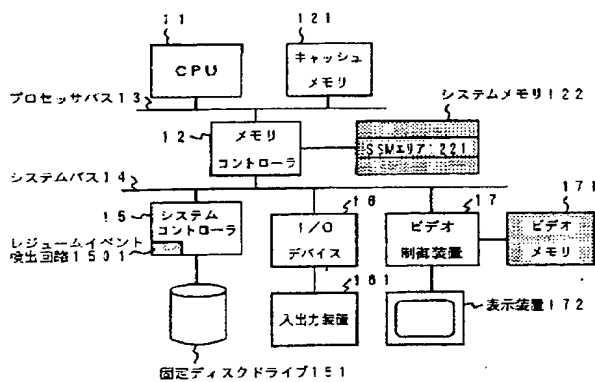 11
121
CPU
キャッシュ
メモリ
プロセッサバス13
システムメモリ122
12
メモリ
コントローラ
SSMエリア1221
システムバス14
15
システム
コントローラ
16
I/O
デバイス
17
ビデオ
制御装置
171
ビデオ
メモリ
レジュームイベント
検出回路1501
161
入出力装置
表示装置172
固定ディスクドライブ151